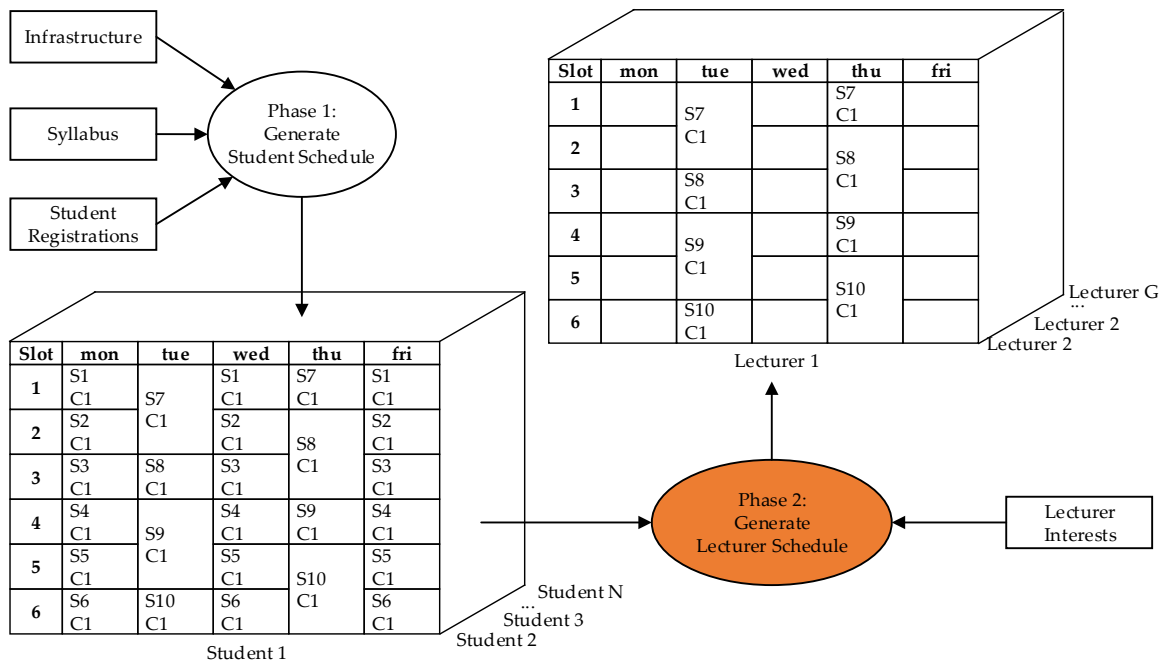 Infrastructure
Syllabus
Student
Registrations
Phase 1:
Generate
Student Schedule
Slot mon tue wed thu fri
1 S7 C1 S7 C1
2 S8 C1
3 S8 C1
4 S9 C1 S9 C1
5 S10 C1
6 S10 C1
Lecturer 1
Lecturer 2
Lecturer 2
...
Lecturer G
Slot mon tue wed thu fri
1 S1 C1 S7 C1 S1 C1 S7 C1 S1 C1
2 S2 C1 S2 C1 S8 C1 S2 C1
3 S3 C1 S8 C1 S3 C1 S3 C1
4 S4 C1 S9 C1 S4 C1 S9 C1 S4 C1
5 S5 C1 S5 C1 S10 C1 S5 C1
6 S6 C1 S10 C1 S6 C1 S6 C1
Student 1
Student 2
Student 3
...
Student N
Phase 2:
Generate
Lecturer Schedule
Lecturer
Interests